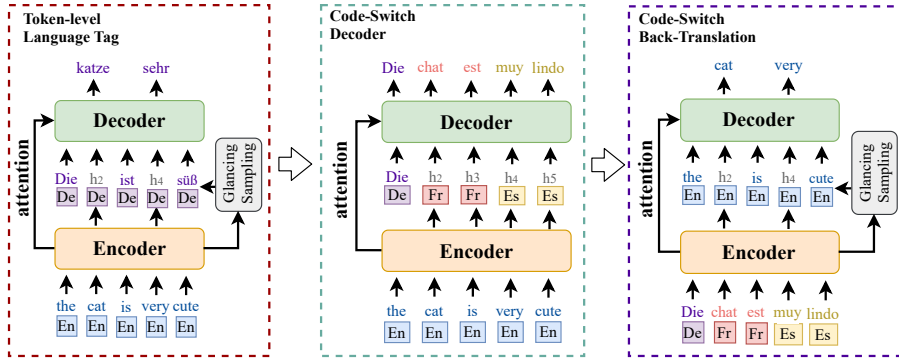 Token-level
Language Tag
katze sehr
Decoder
attention
Die h2 ist h4 süß
De De De De De
Glancing
Sampling
Encoder
the cat is very cute
En En En En En
Code-Switch
Decoder
Die chat est muy lindo
Decoder
attention
Die h2 h3 h4 h5
De Fr Fr Es Es
Encoder
the cat is very cute
En En En En En
Code-Switch
Back-Translation
cat very
Decoder
attention
the h2 is h4 cute
En En En En En
Glancing
Sampling
Encoder
Die chat est muy lindo
De Fr Fr Es Es